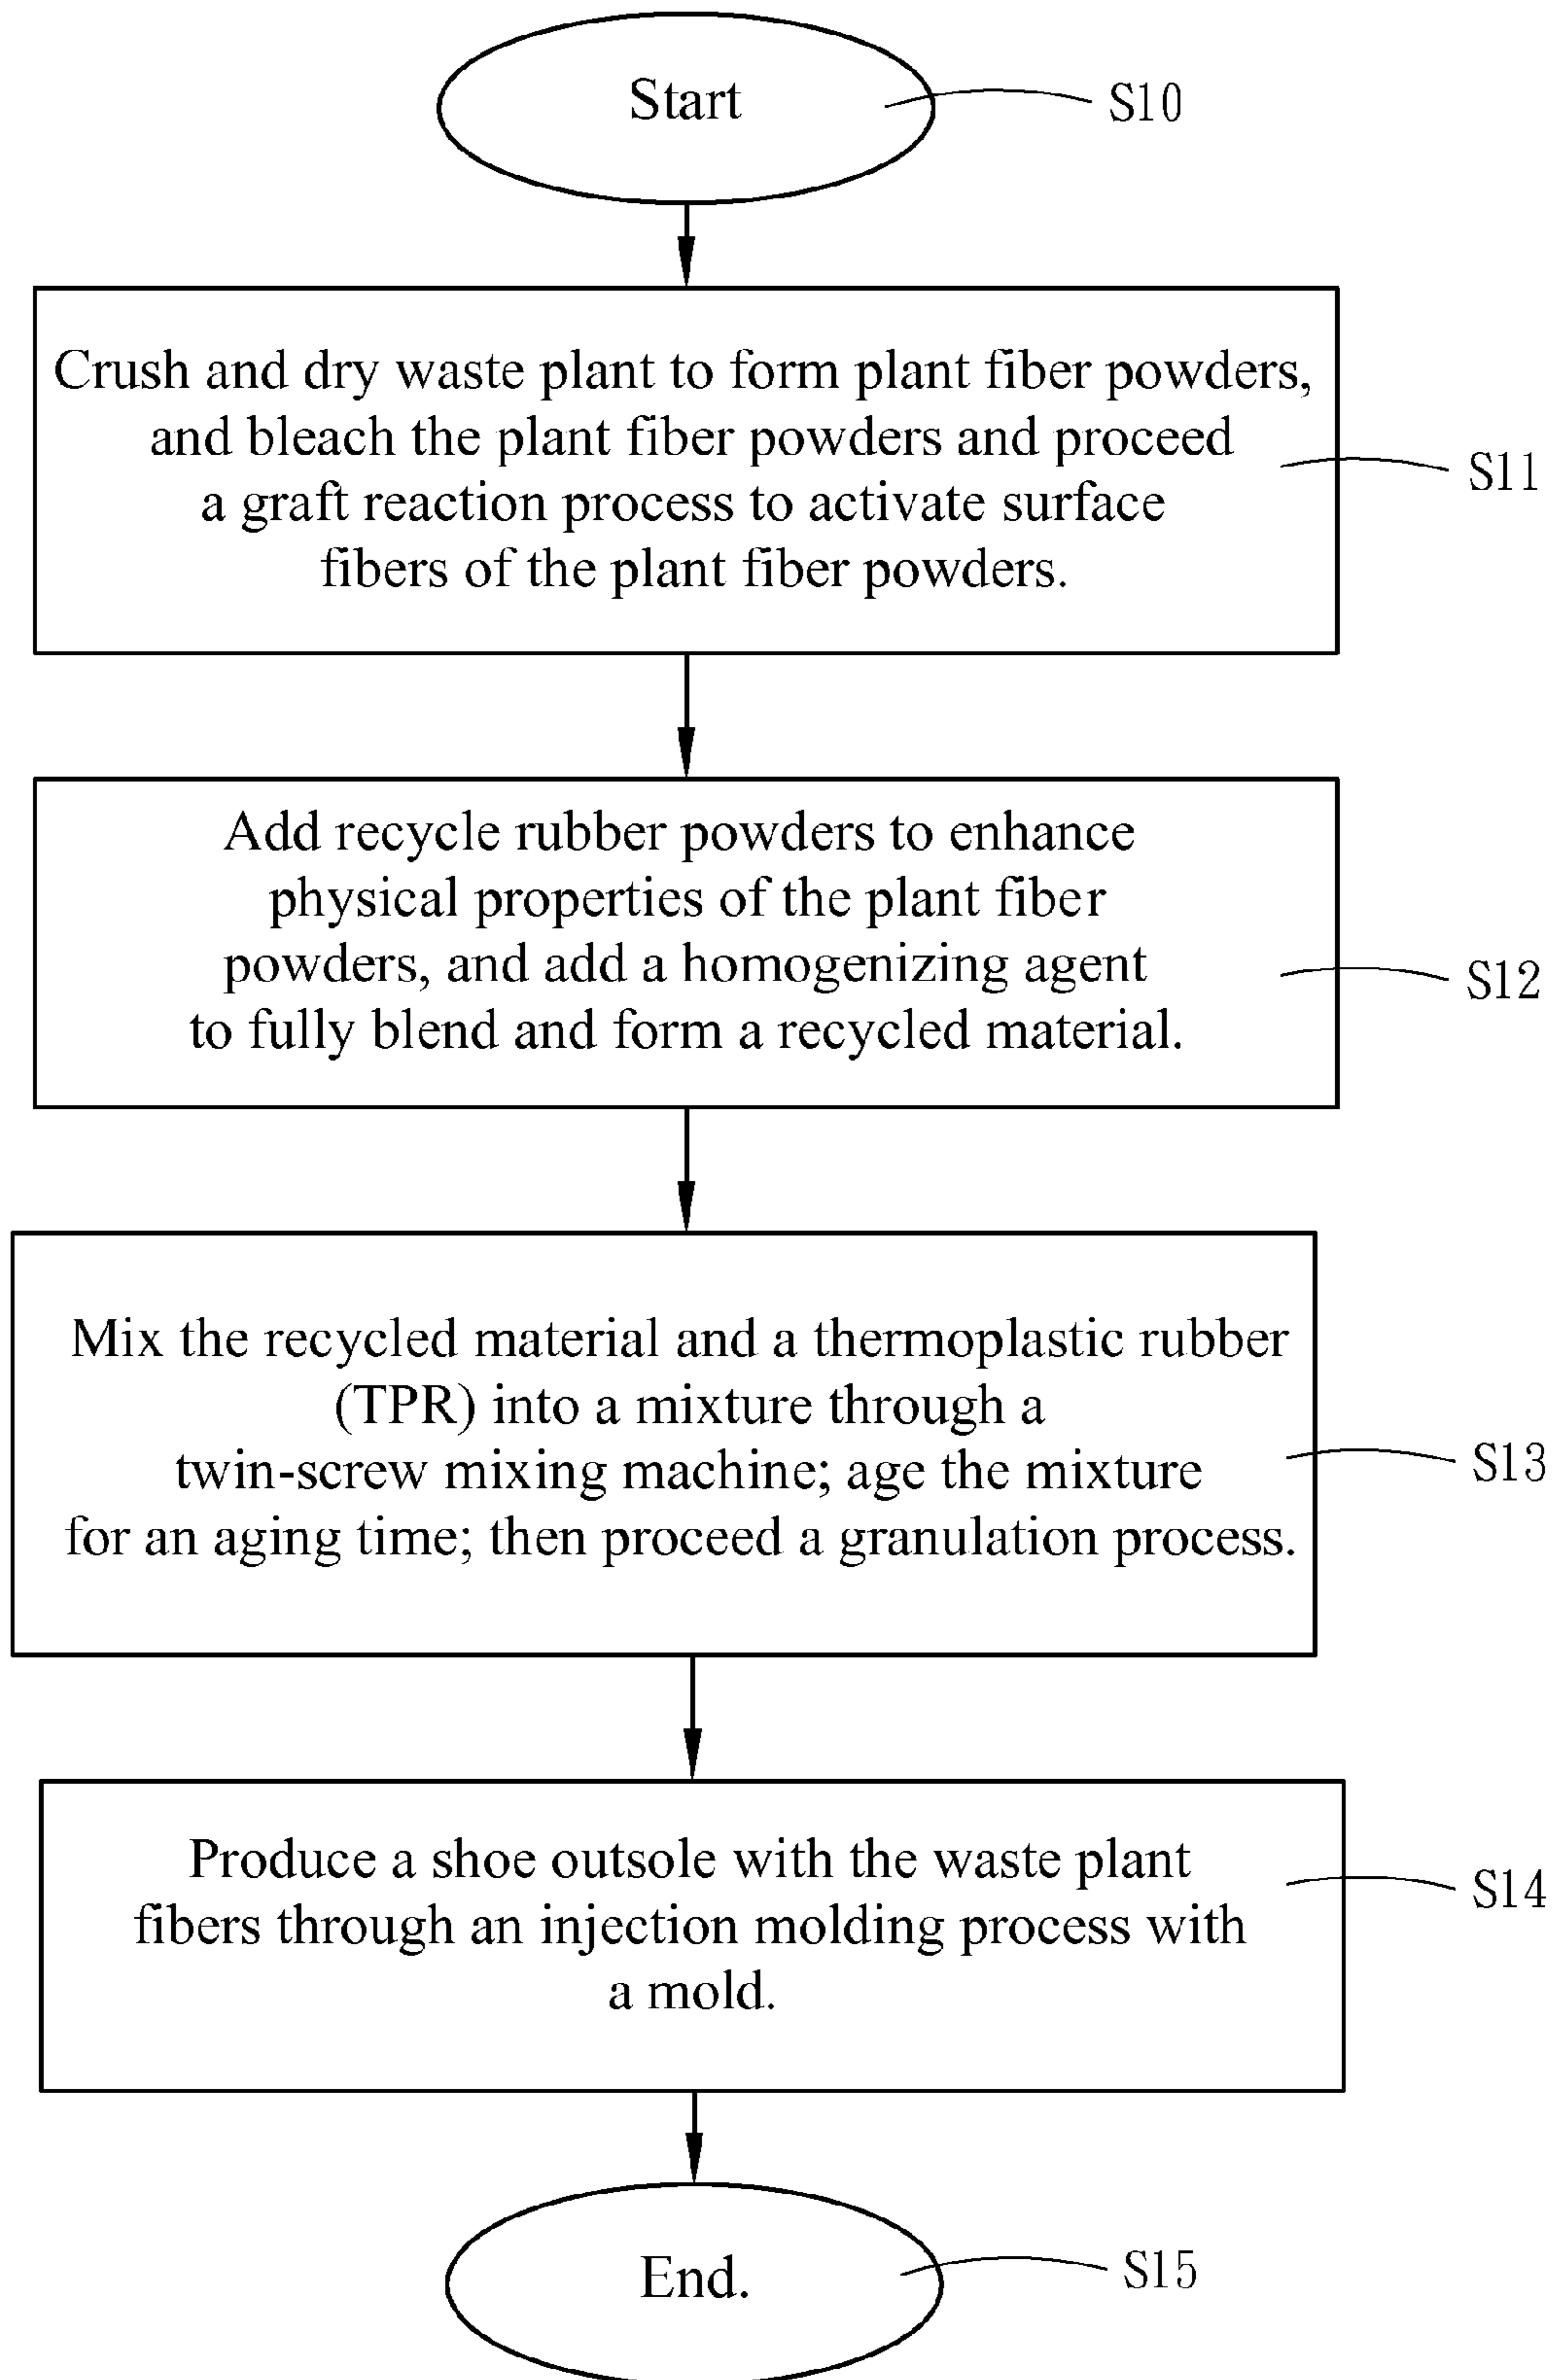 Start
S10
Crush and dry waste plant to form plant fiber powders,
and bleach the plant fiber powders and proceed
a graft reaction process to activate surface
fibers of the plant fiber powders.
S11
Add recycle rubber powders to enhance
physical properties of the plant fiber
powders, and add a homogenizing agent
to fully blend and form a recycled material.
S12
Mix the recycled material and a thermoplastic rubber
(TPR) into a mixture through a
twin-screw mixing machine; age the mixture
for an aging time; then proceed a granulation process.
S13
Produce a shoe outsole with the waste plant
fibers through an injection molding process with
a mold.
S14
End.
S15